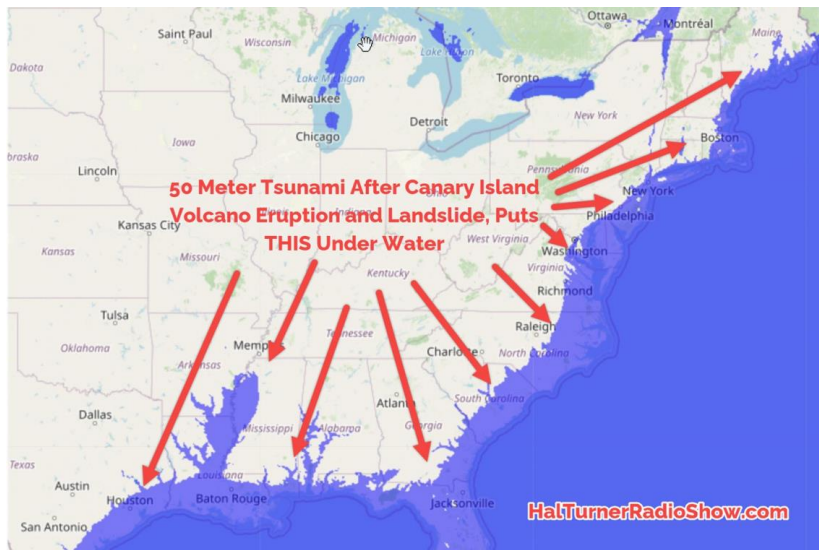 Ottawa
Montréal
Saint Paul
Wisconsin
Michigan
Maine
Dakota
Lake Huron
Toronto
Lake Michigan
Milwaukee
New York
Detroit
Boston
Chicago
Iowa
braska
Pennsylvania
Lincoln
50 Meter Tsunami After Canary Island
New York
Volcano Eruption and Landslide, Puts
Philadelphia
Kansas City
THIS Under Water
West Virginia
Washington
Kansas
Missouri
Kentucky
Virginia
Richmond
Tulsa
Raleigh
Tennessee
Oklahoma
Memphis
Charlotte
North Carolina
Arkansas
South Carolina
Dallas
Atlanta
Mississippi
Alabama
Georgia
Texas
Louisiana
Austin
Houston
Baton Rouge
Jacksonville
HalTurnerRadioShow.com
San Antonio